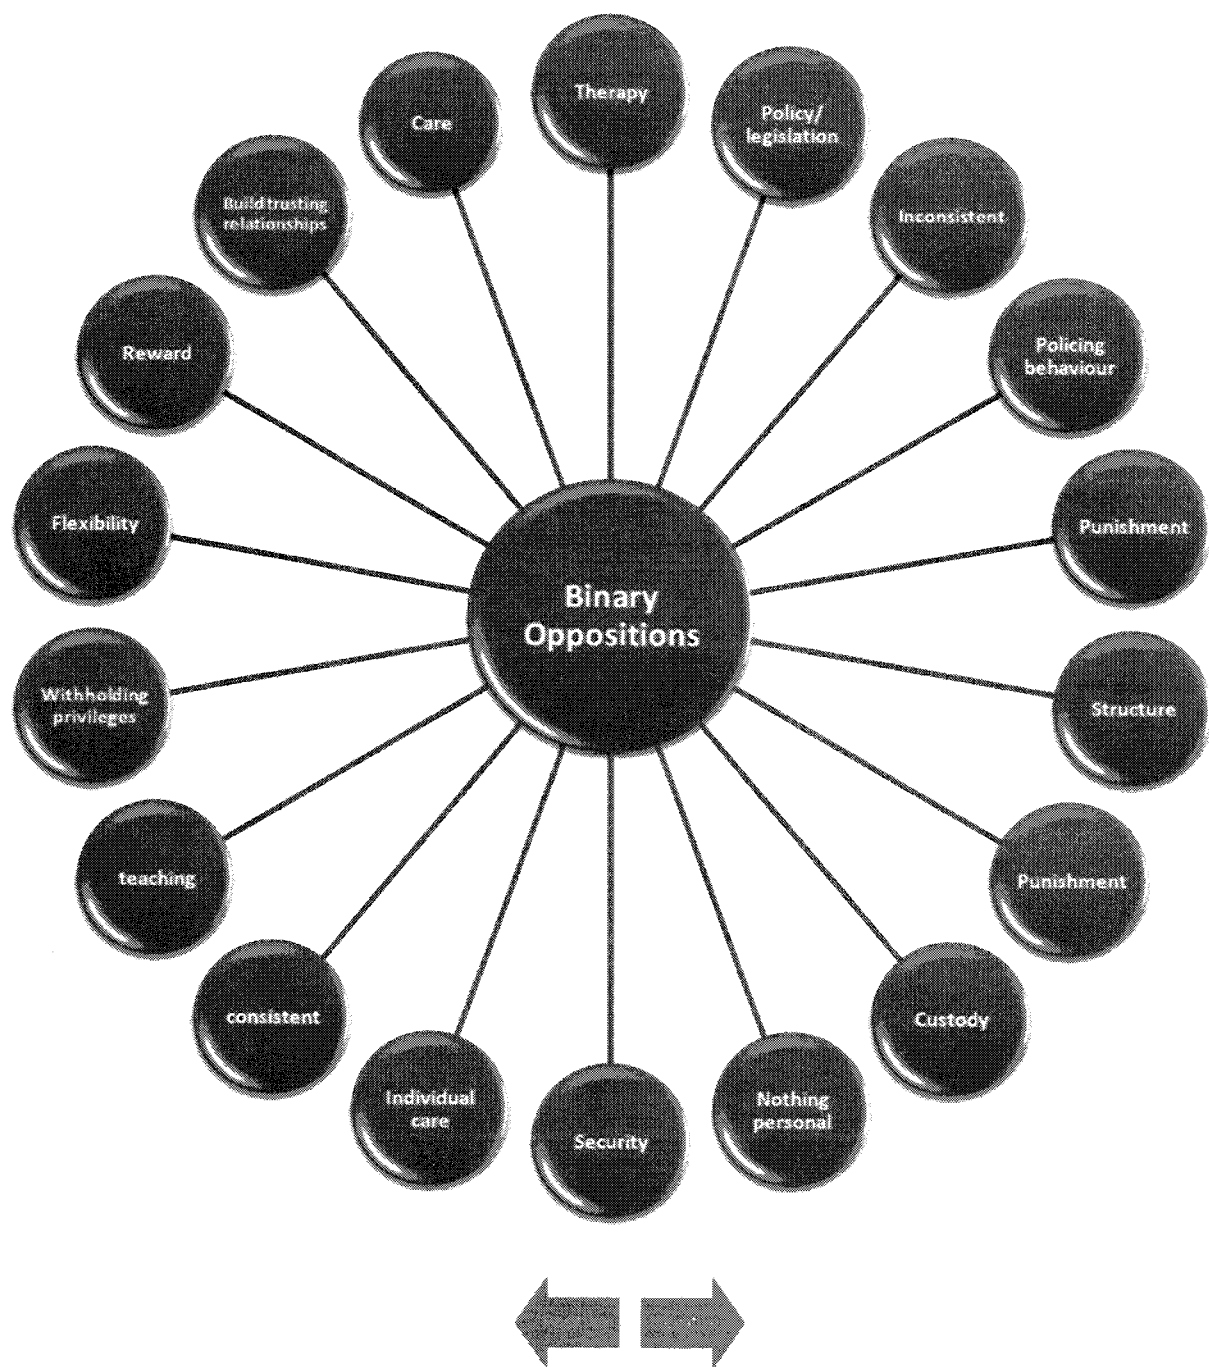 Therapy
Policy/
legislation
Inconsistent
Policing
behaviour
Punishment
Structure
Punishment
Custody
Nothing
personal
Security
Individual
care
consistent
teaching
Withholding
privileges
Flexibility
Reward
Build trusting
relationships
Care
Binary
Oppositions